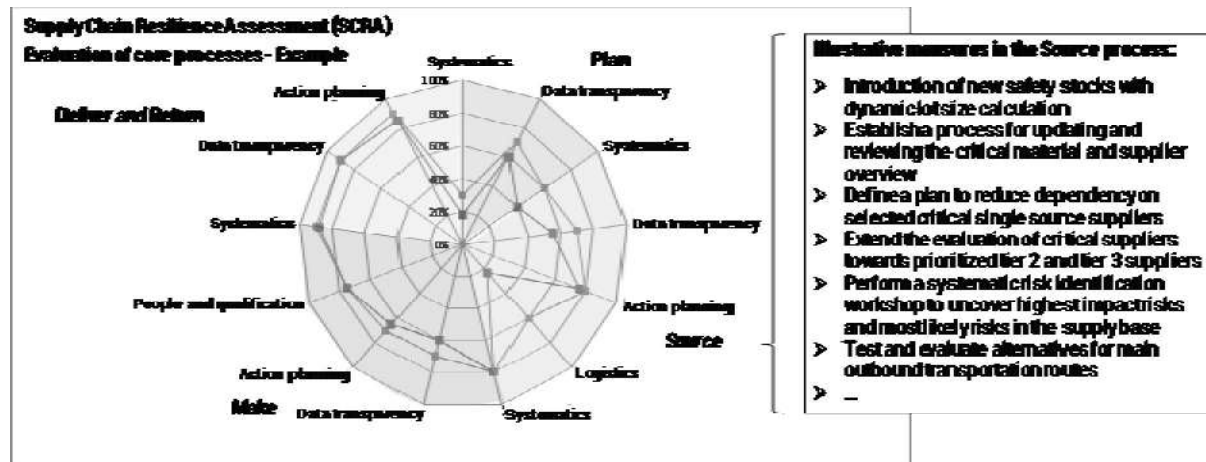 Supply Chain Resilience Assessment (SCRA)
Evaluation of core processes - Example
Plan
Systematics
Data transparency
Systematics
Data transparency
Action planning
Source
Logistics
Systematics
Data transparency
Make
Action planning
People and qualification
Systematics
Data transparency
Deliver and Return
Action planning
100%
80%
60%
40%
20%
0%
Illustrative measures in the Source process:
➢ Introduction of new safety stocks with
dynamic lot size calculation
➢ Establish a process for updating and
reviewing the critical material and supplier
overview
➢ Define a plan to reduce dependency on
selected critical single source suppliers
➢ Extend the evaluation of critical suppliers
towards prioritized tier 2 and tier 3 suppliers
➢ Perform a systematic risk identification
workshop to uncover highest impact risks
and most likely risks in the supply base
➢ Test and evaluate alternatives for main
outbound transportation routes
➢ ...